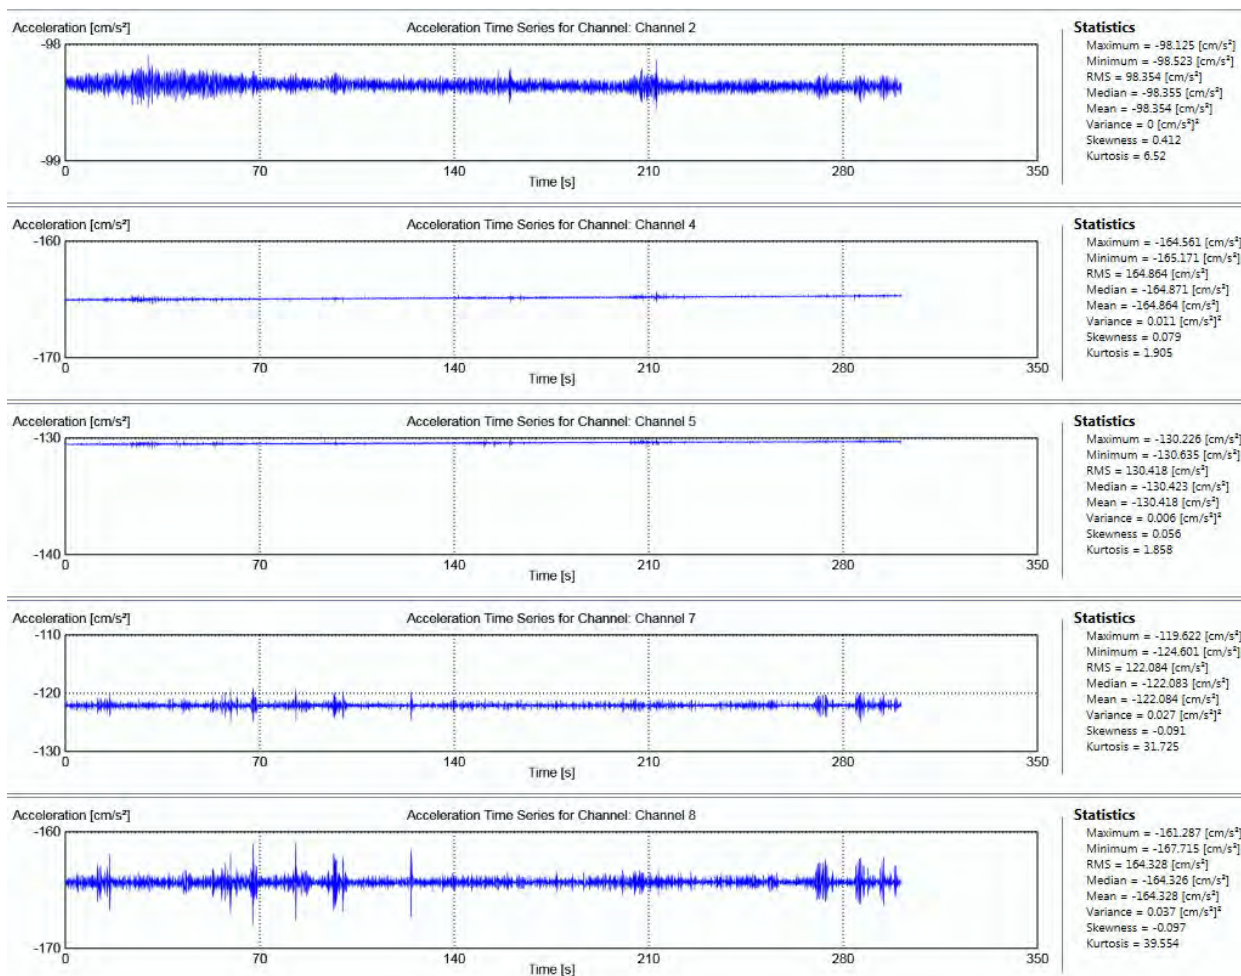 Acceleration [cm/s²] Acceleration Time Series for Channel: Channel 2
-98
-99
0 70 140 210 280 350
Time [s]
Statistics
Maximum = -98.125 [cm/s²]
Minimum = -98.523 [cm/s²]
RMS = 98.354 [cm/s²]
Median = -98.355 [cm/s²]
Mean = -98.354 [cm/s²]
Variance = 0 [cm/s²]²
Skewness = 0.412
Kurtosis = 6.52
Acceleration [cm/s²] Acceleration Time Series for Channel: Channel 4
-160
-170
0 70 140 210 280 350
Time [s]
Statistics
Maximum = -164.561 [cm/s²]
Minimum = -165.171 [cm/s²]
RMS = 164.864 [cm/s²]
Median = -164.871 [cm/s²]
Mean = -164.864 [cm/s²]
Variance = 0.011 [cm/s²]²
Skewness = 0.079
Kurtosis = 1.905
Acceleration [cm/s²] Acceleration Time Series for Channel: Channel 5
-130
-140
0 70 140 210 280 350
Time [s]
Statistics
Maximum = -130.226 [cm/s²]
Minimum = -130.635 [cm/s²]
RMS = 130.418 [cm/s²]
Median = -130.423 [cm/s²]
Mean = -130.418 [cm/s²]
Variance = 0.006 [cm/s²]²
Skewness = 0.056
Kurtosis = 1.858
Acceleration [cm/s²] Acceleration Time Series for Channel: Channel 7
-110
-120
-130
0 70 140 210 280 350
Time [s]
Statistics
Maximum = -119.622 [cm/s²]
Minimum = -124.601 [cm/s²]
RMS = 122.084 [cm/s²]
Median = -122.083 [cm/s²]
Mean = -122.084 [cm/s²]
Variance = 0.027 [cm/s²]²
Skewness = -0.091
Kurtosis = 31.725
Acceleration [cm/s²] Acceleration Time Series for Channel: Channel 8
-160
-170
0 70 140 210 280 350
Time [s]
Statistics
Maximum = -161.287 [cm/s²]
Minimum = -167.715 [cm/s²]
RMS = 164.328 [cm/s²]
Median = -164.326 [cm/s²]
Mean = -164.328 [cm/s²]
Variance = 0.037 [cm/s²]²
Skewness = -0.097
Kurtosis = 39.554